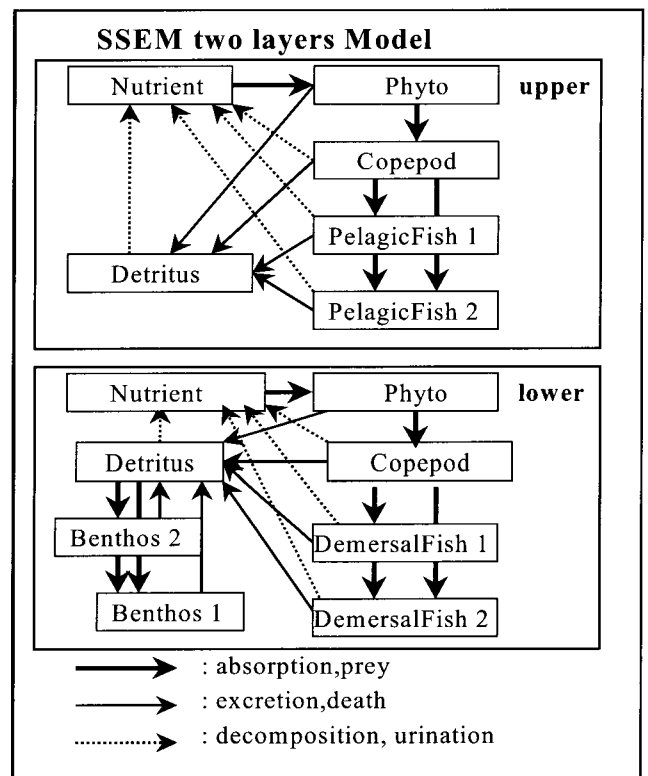 SSEM two layers Model
Nutrient
Phyto
upper
Copepod
PelagicFish 1
Detritus
PelagicFish 2
Nutrient
Phyto
lower
Detritus
Copepod
Benthos 2
DemersalFish 1
Benthos 1
DemersalFish 2
: absorption,prey
: excretion,death
: decomposition, urination